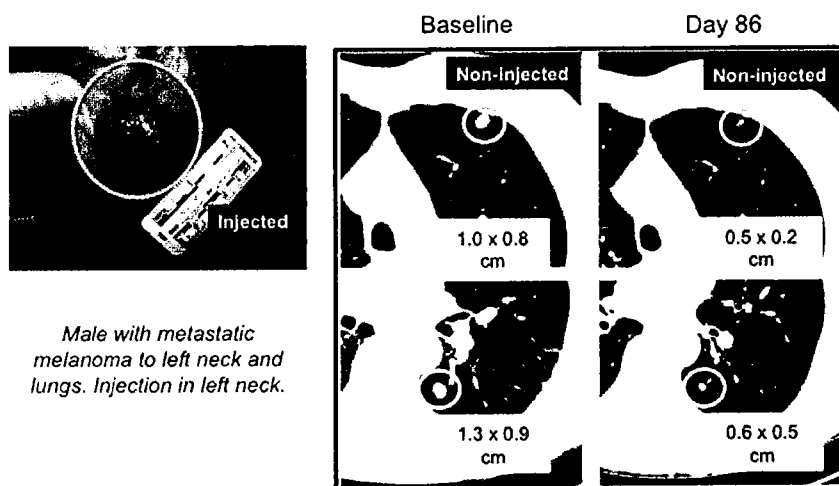 Baseline
Day 86
Non-injected
Non-injected
Injected
1.0 x 0.8
cm
0.5 x 0.2
cm
Male with metastatic
melanoma to left neck and
lungs. Injection in left neck.
1.3 x 0.9
cm
0.6 x 0.5
cm